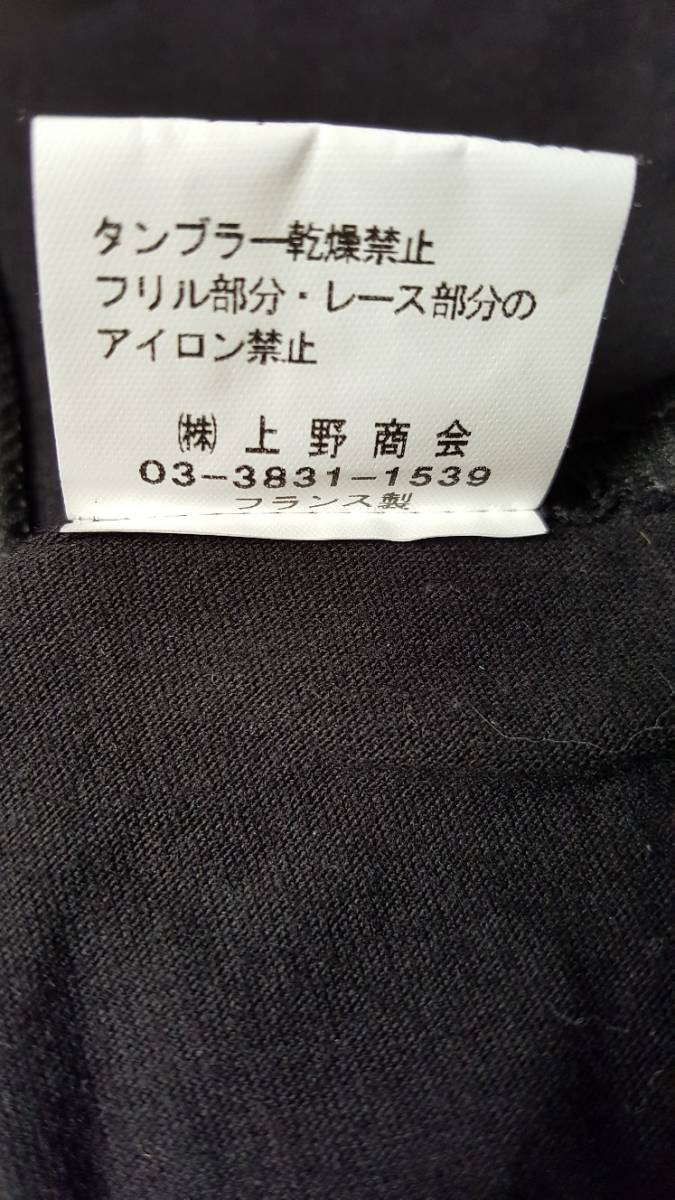 タンブラー乾燥禁止
フリル部分・レース部分の
アイロン禁止
㈱上野商会
03-3831-1539
フランス製